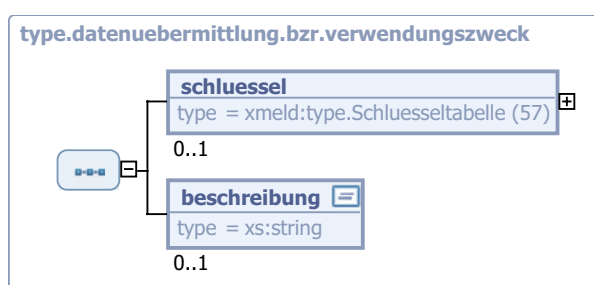 type.datenuebermittlung.bzr.verwendungszweck
schluessel
type = xmeld:type.Schluesseltabelle (57)
0..1
beschreibung
type = xs:string
0..1